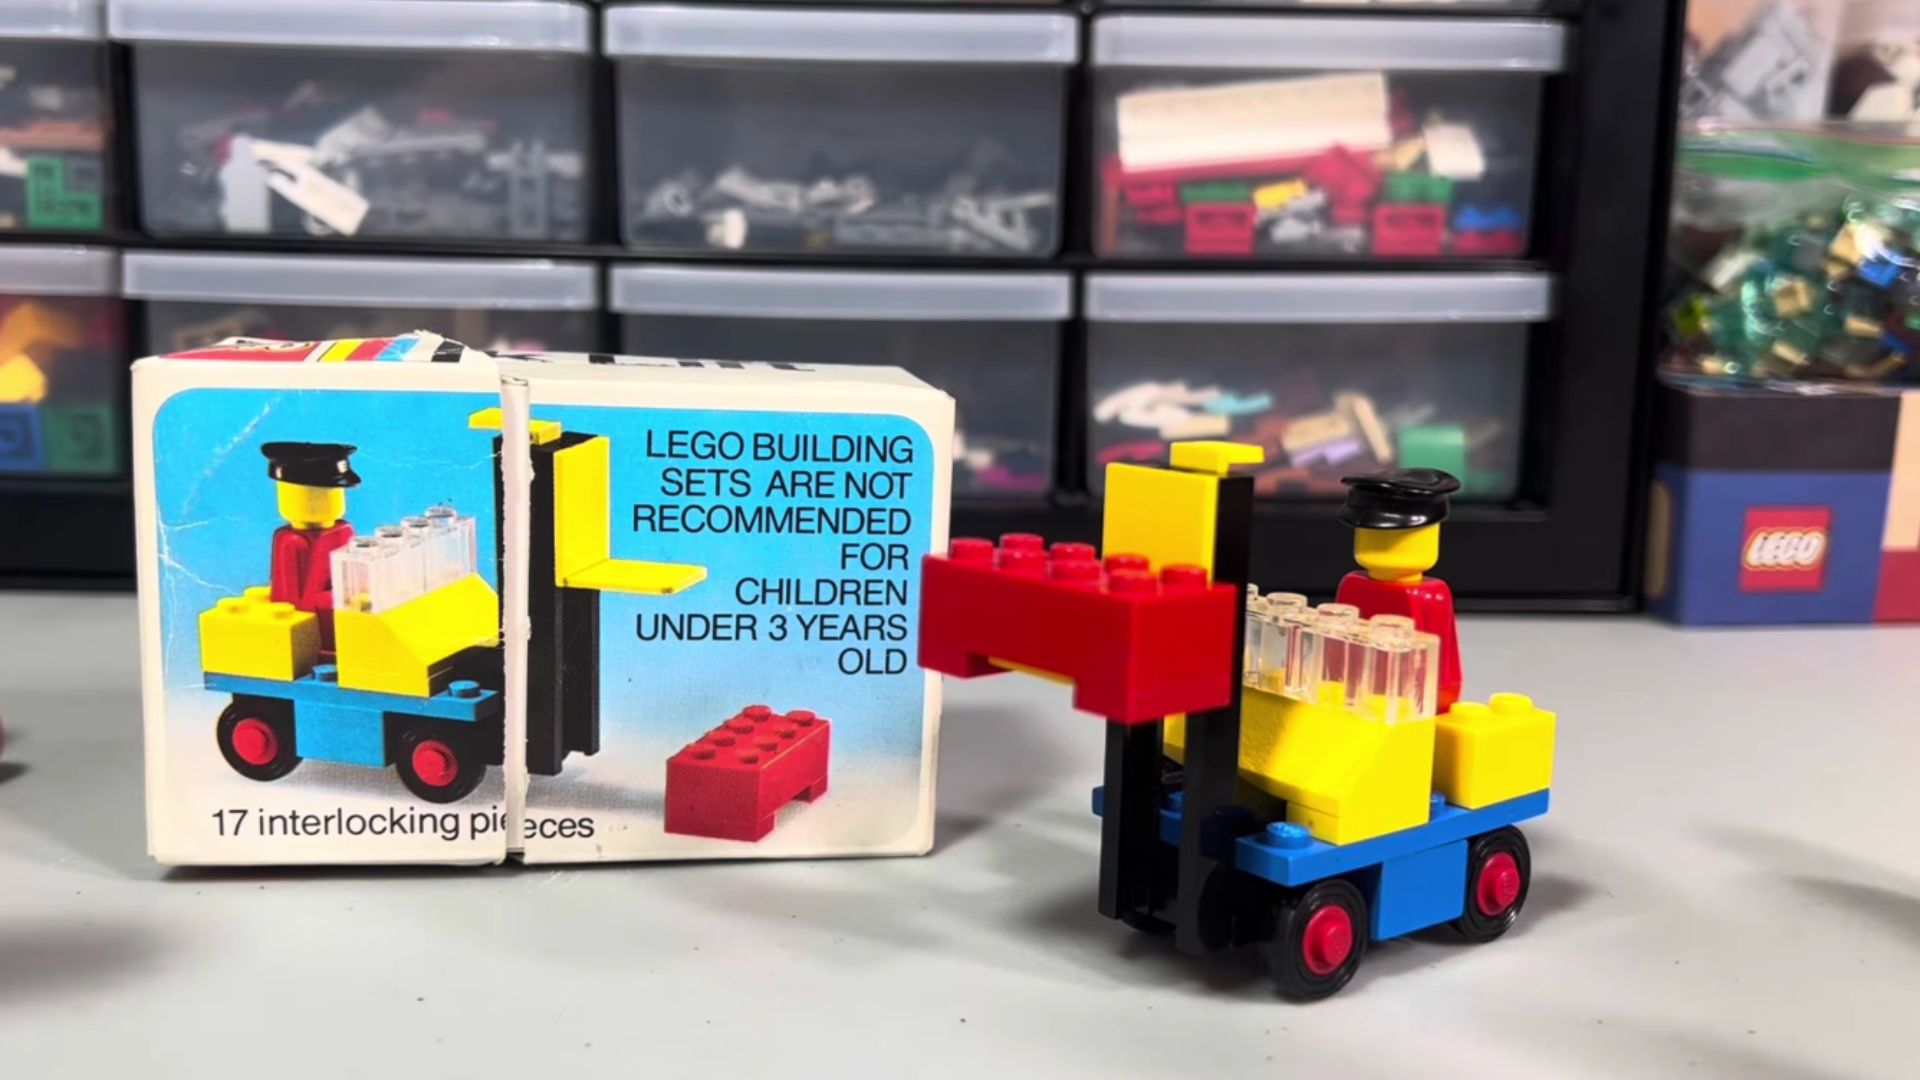 LEGO BUILDING
SETS ARE NOT
RECOMMENDED
FOR
CHILDREN
UNDER 3 YEARS
OLD
17 interlocking pieces
LEGO